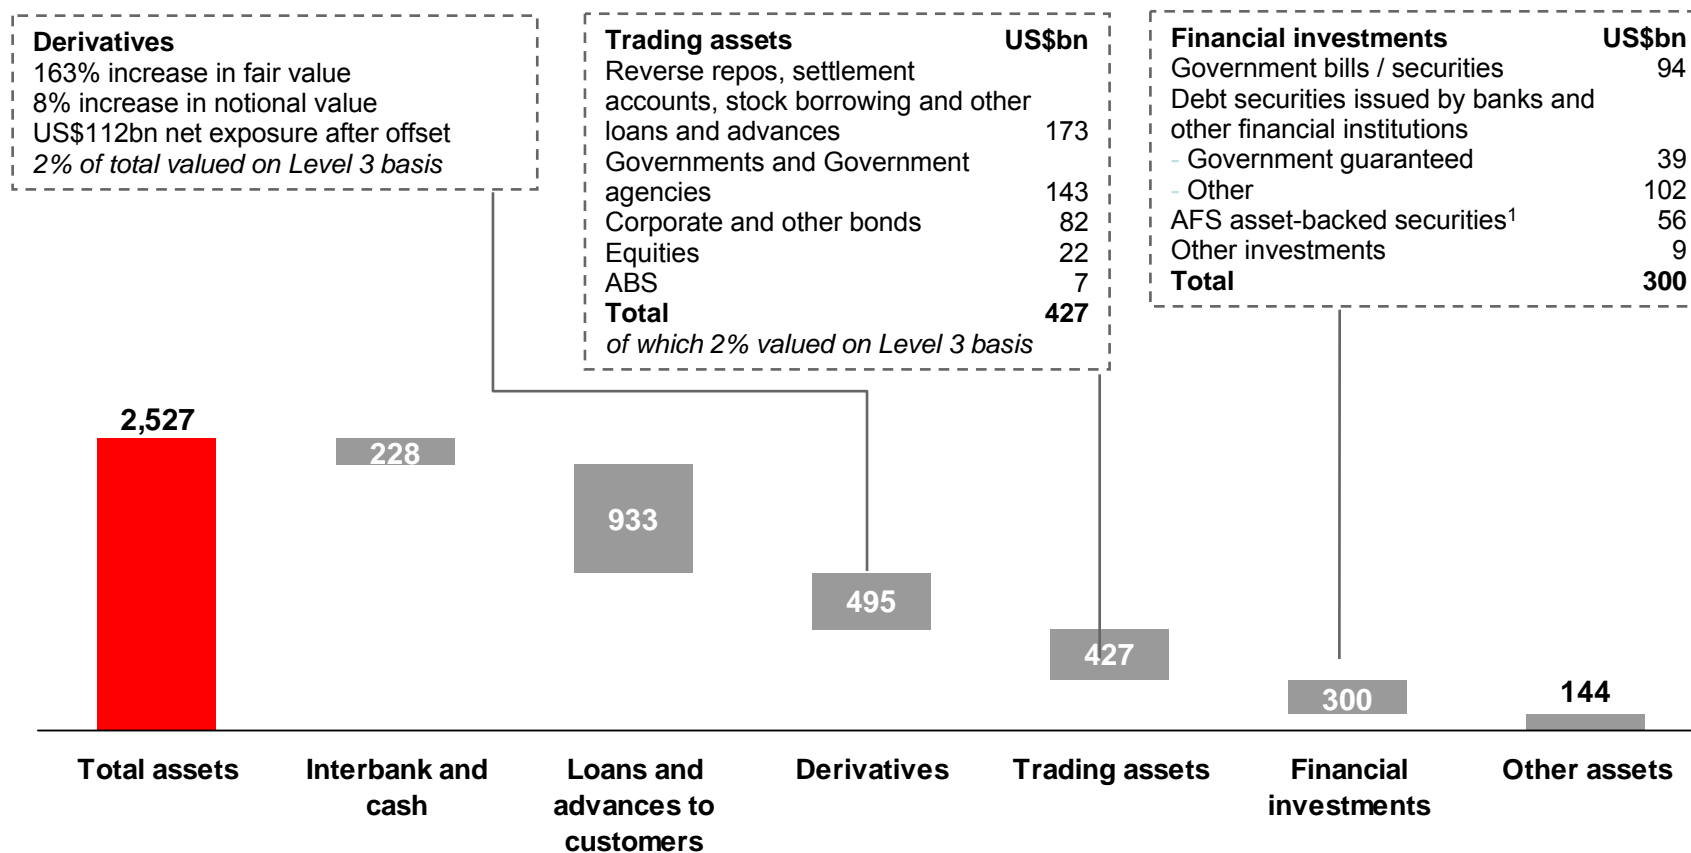 Derivatives
163% increase in fair value
8% increase in notional value
US$112bn net exposure after offset
2% of total valued on Level 3 basis
Trading assets US$bn
Reverse repos, settlement
accounts, stock borrowing and other
loans and advances 173
Governments and Government
agencies 143
Corporate and other bonds 82
Equities 22
ABS 7
Total 427
of which 2% valued on Level 3 basis
Financial investments US$bn
Government bills / securities 94
Debt securities issued by banks and
other financial institutions
- Government guaranteed 39
- Other 102
AFS asset-backed securities¹ 56
Other investments 9
Total 300
2,527
228
933
495
427
300
144
Total assets
Interbank and
cash
Loans and
advances to
customers
Derivatives
Trading assets
Financial
investments
Other assets